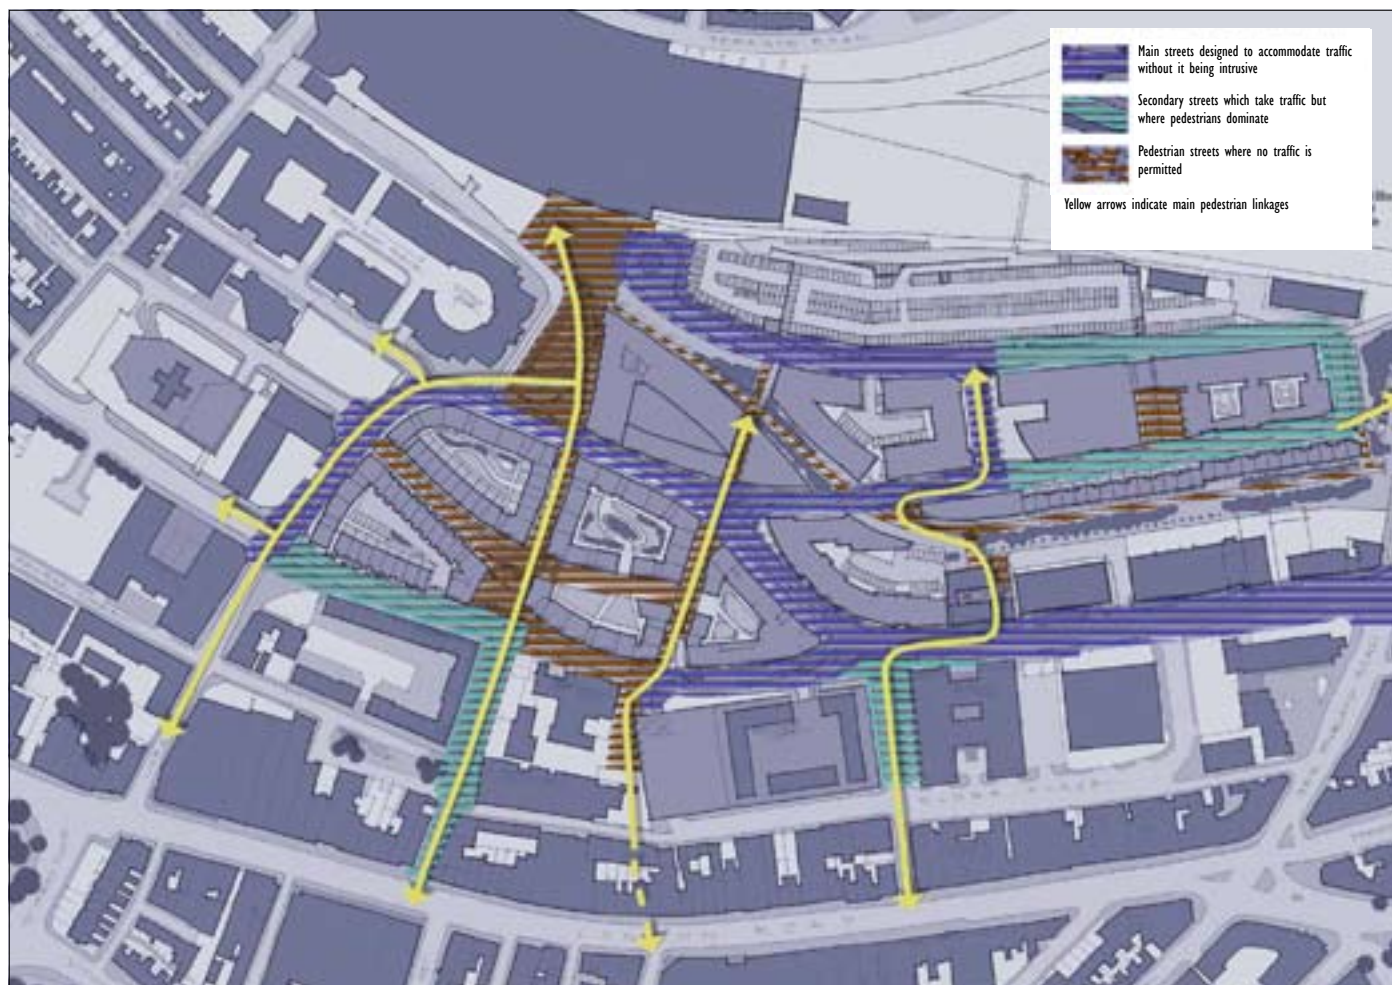 Main streets designed to accommodate traffic
without it being intrusive
Secondary streets which take traffic but
where pedestrians dominate
Pedestrian streets where no traffic is
permitted
Yellow arrows indicate main pedestrian linkages